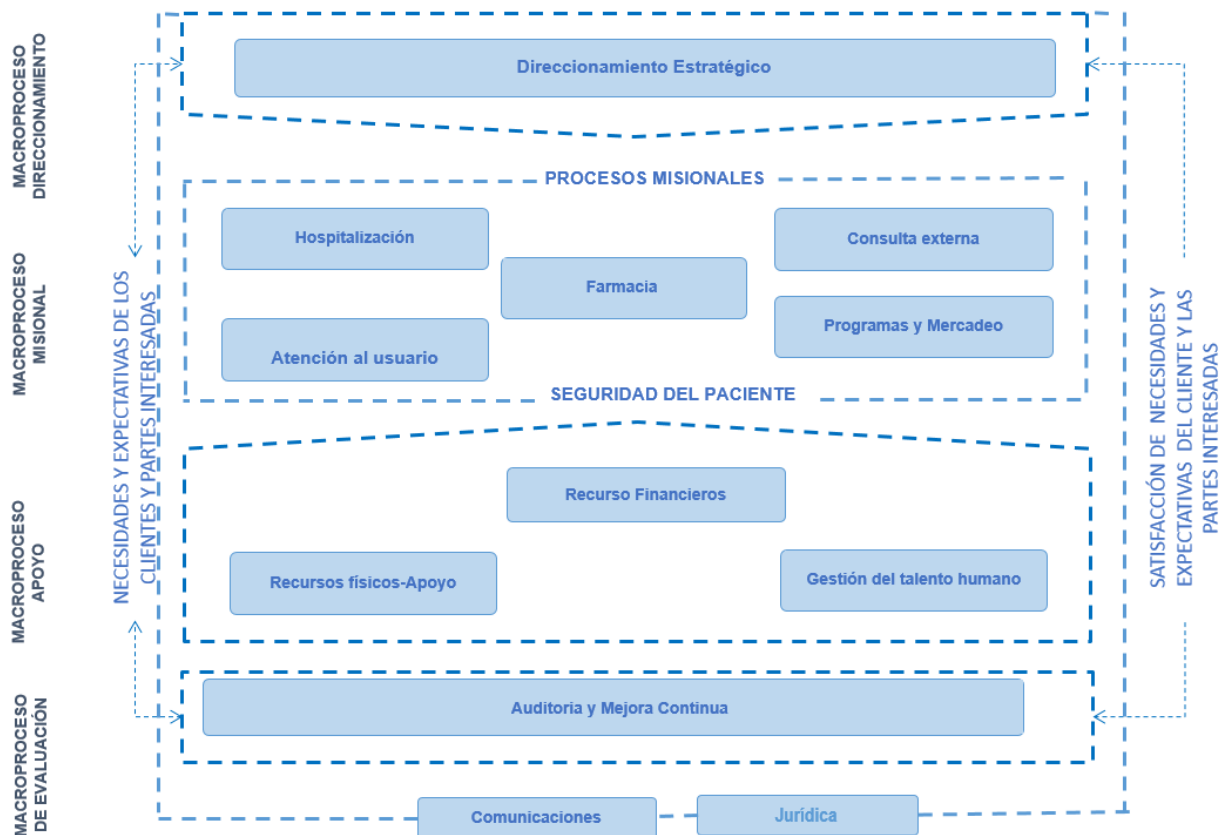 MACROPROCESO
DIRECCIONAMIENTO
Direccionamiento Estratégico
MACROPROCESO
MISIONAL
PROCESOS MISIONALES
Hospitalización
Consulta externa
Farmacia
Programas y Mercadeo
Atención al usuario
SEGURIDAD DEL PACIENTE
NECESIDADES Y EXPECTATIVAS DE LOS
CLIENTES Y PARTES INTERESADAS
SATISFACCIÓN DE NECESIDADES Y
EXPECTATIVAS DEL CLIENTE Y LAS
PARTES INTERESADAS
MACROPROCESO
APOYO
Recurso Financieros
Recursos físicos-Apoyo
Gestión del talento humano
MACROPROCESO
DE EVALUACIÓN
Auditoria y Mejora Continua
Comunicaciones
Jurídica